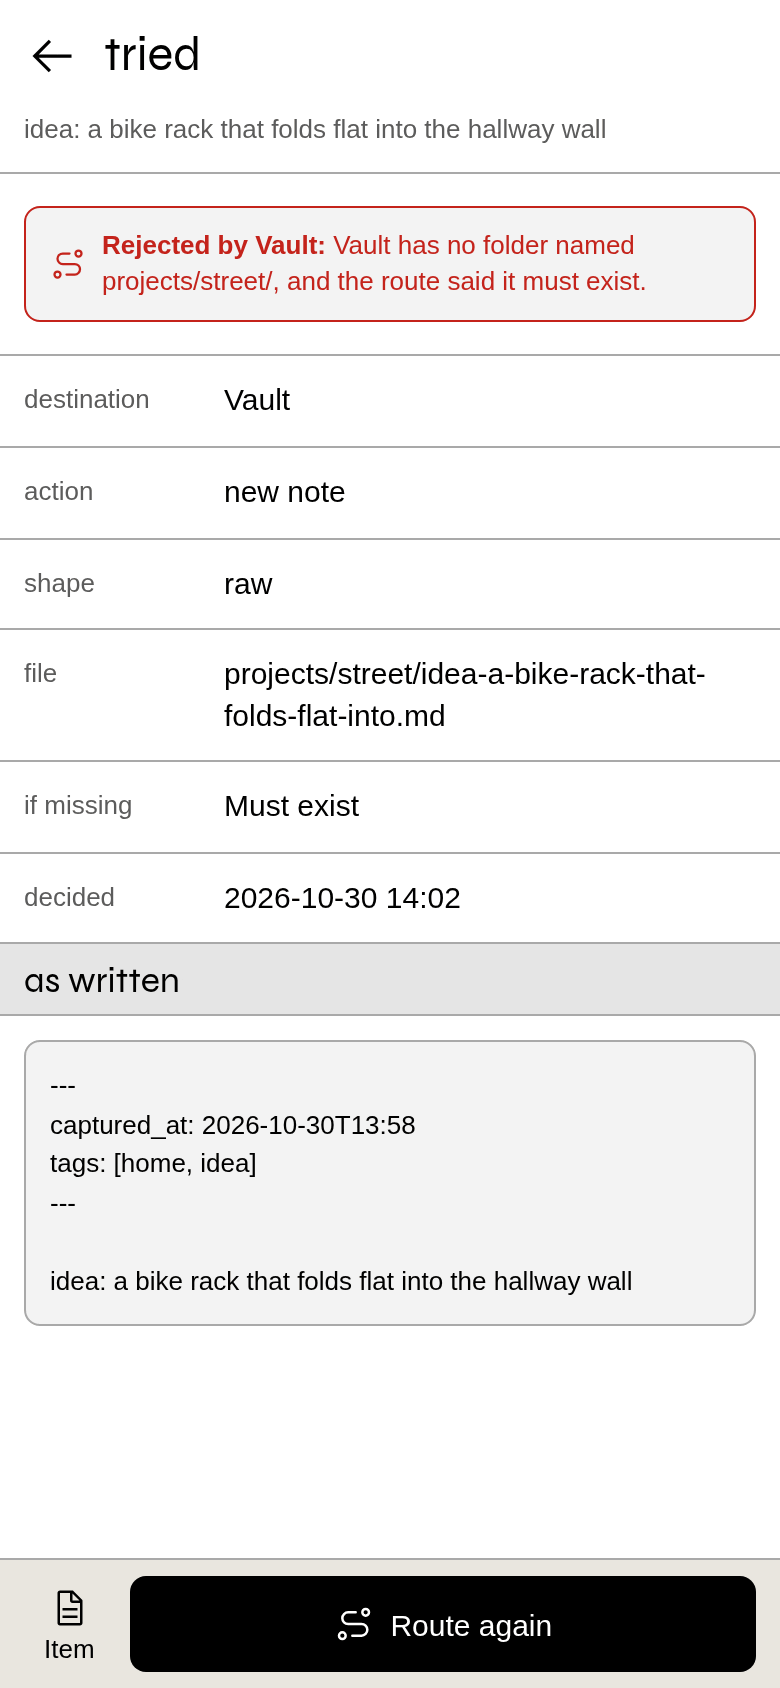 tried
idea: a bike rack that folds flat into the hallway wall
Rejected by Vault: Vault has no folder named
projects/street/, and the route said it must exist.
destination
Vault
action
new note
shape
raw
file
projects/street/idea-a-bike-rack-that-
folds-flat-into.md
if missing
Must exist
decided
2026-10-30 14:02
as written
---
captured_at: 2026-10-30T13:58
tags: [home, idea]
---
idea: a bike rack that folds flat into the hallway wall
Item
Route again